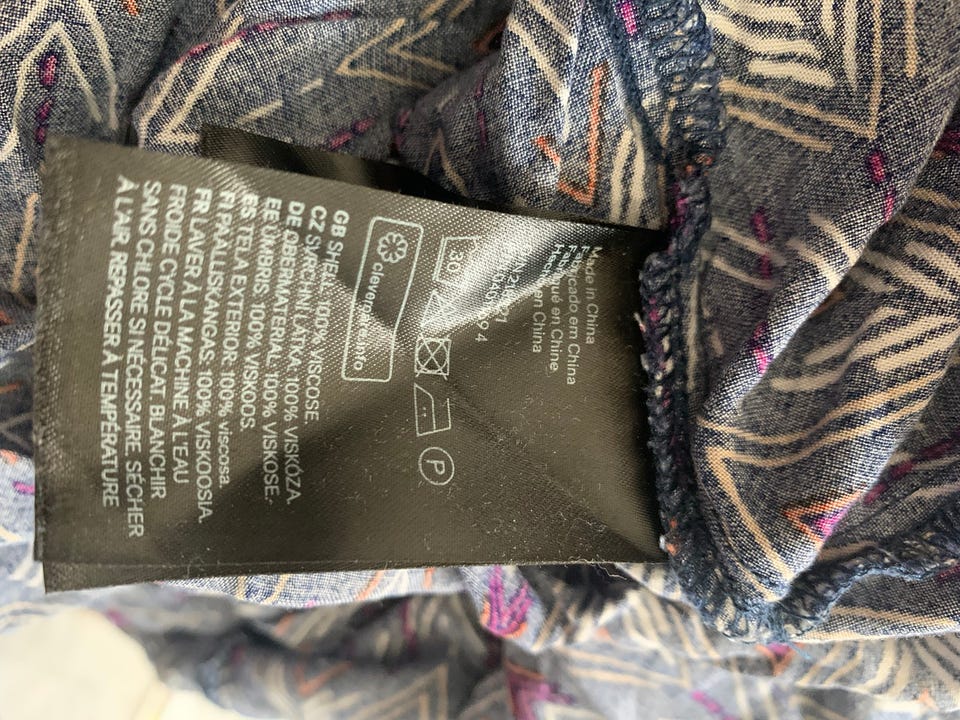 Made in China
Fabricado em China
Fabriqué en Chine
Hecho en China
30
P
clevercare.info
GB SHELL: 100% VISCOSE
CZ SVRCHNÍ LÁTKA: 100% VISKÓZA.
DE OBERMATERIAL: 100% VISKOSE.
EE ÜMBRIS: 100% VISKOOS.
ES TELA EXTERIOR: 100% viscosa.
FI PÄÄLLISKANGAS: 100% VISKOOSIA.
FR LAVER À LA MACHINE À L'EAU
FROIDE CYCLE DÉLICAT BLANCHIR
SANS CHLORE SI NÉCESSAIRE SÉCHER
À L'AIR REPASSER À TEMPÉRATURE